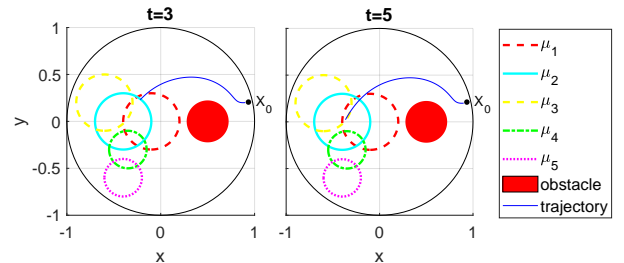 t=3
t=5
1
0.5
0
-0.5
-1
y
X₀
X₀
-1
0
1
-1
0
1
x
x
μ₁
μ₂
μ₃
μ₄
μ₅
obstacle
trajectory